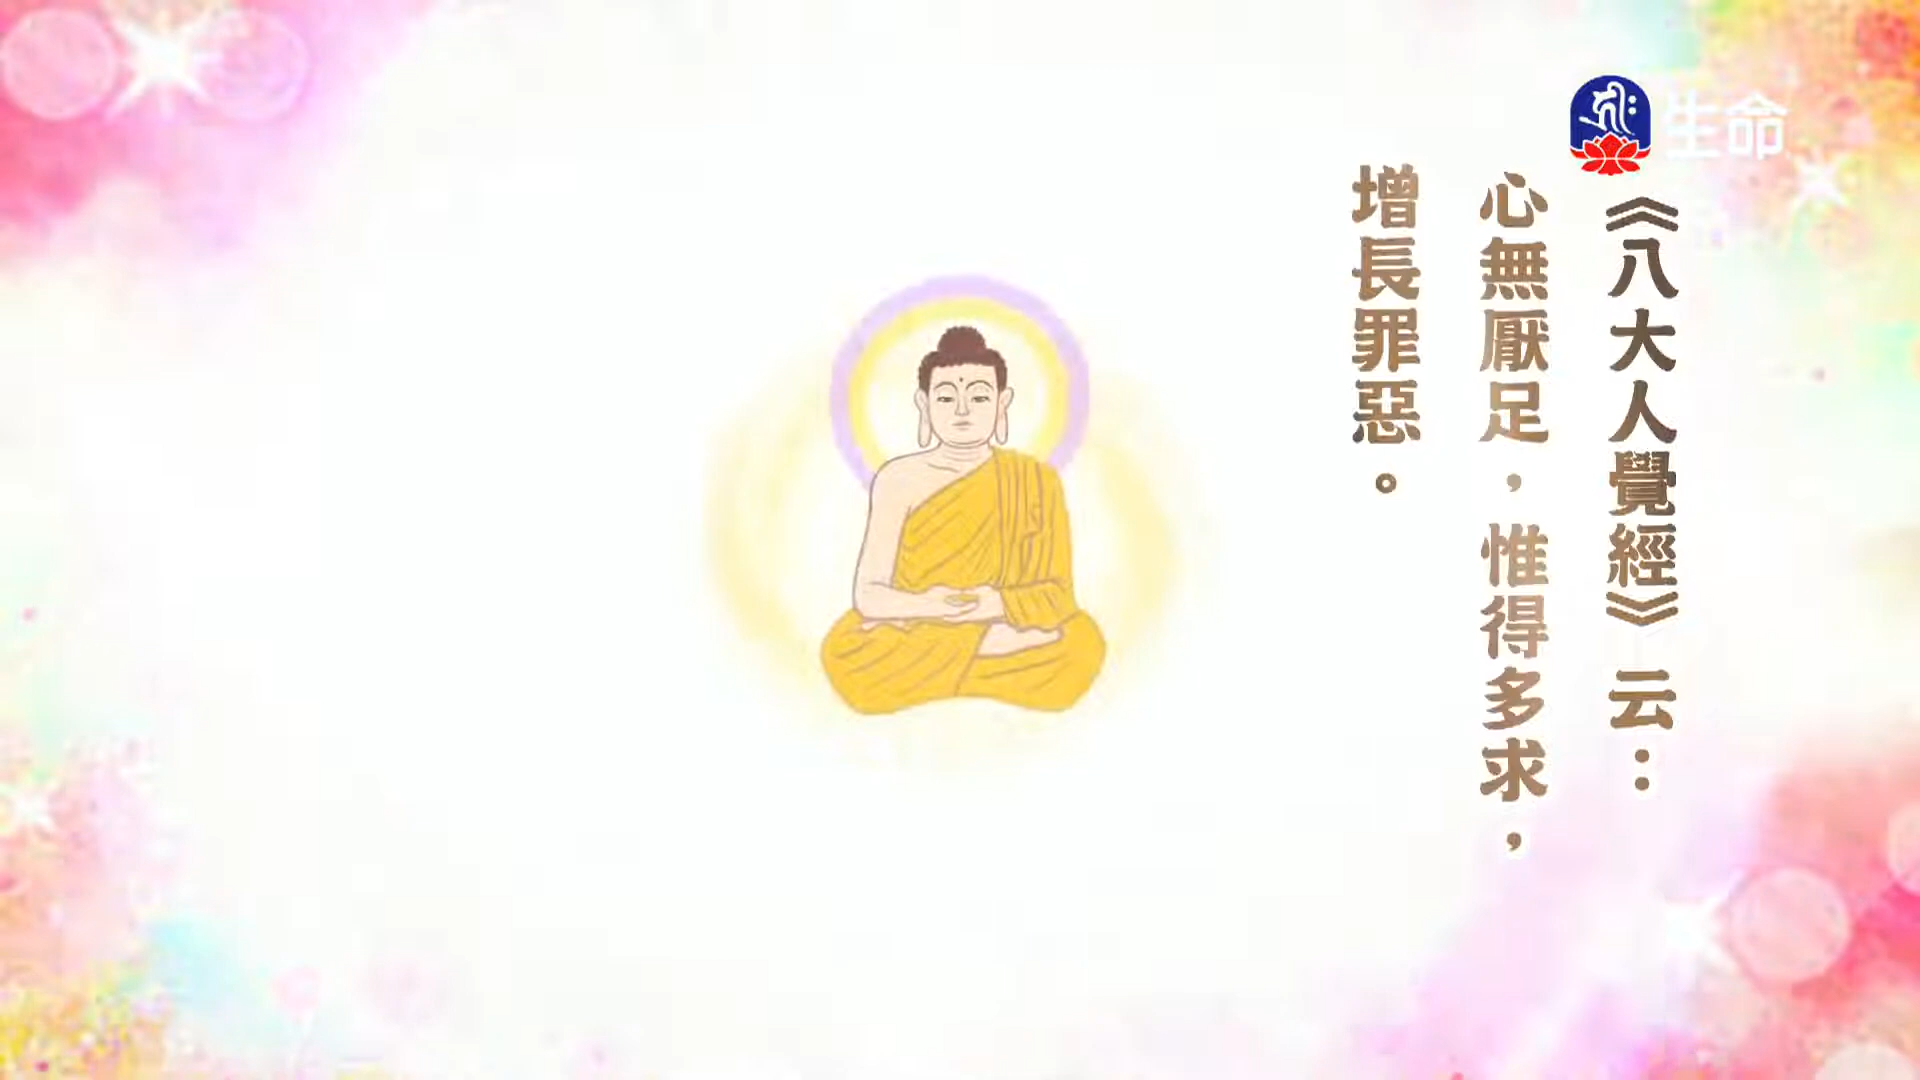 生命
《八大人覺經》云：
心無厭足，惟得多求，
增長罪惡。